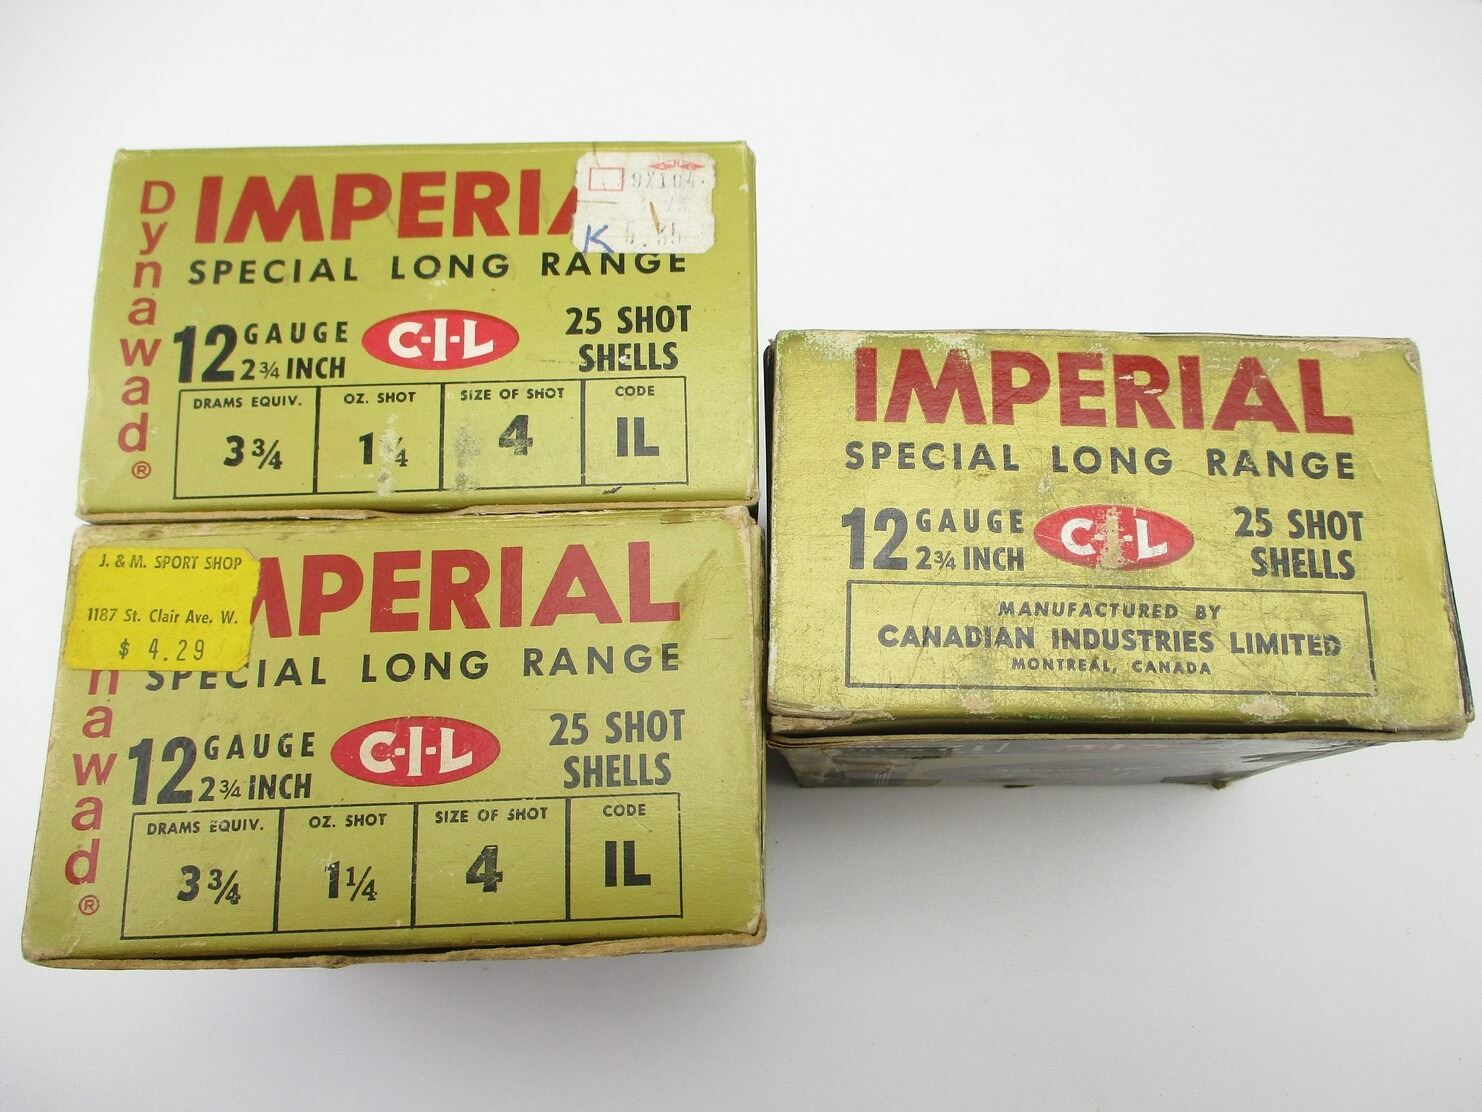 Dynawad®
IMPERIA
SPECIAL LONG RANGE
12 GAUGE
2¾ INCH
C-I-L
25 SHOT
SHELLS
DRAMS EQUIV. OZ. SHOT SIZE OF SHOT CODE
3¾ 1¼ 4 IL
K
J. & M. SPORT SHOP
1187 St. Clair Ave. W.
$ 4.29
nawad®
MPERIAL
SPECIAL LONG RANGE
12 GAUGE
2¾ INCH
C-I-L
25 SHOT
SHELLS
DRAMS EQUIV. OZ. SHOT SIZE OF SHOT CODE
3¾ 1¼ 4 IL
IMPERIAL
SPECIAL LONG RANGE
12 GAUGE
2¾ INCH
C-I-L
25 SHOT
SHELLS
MANUFACTURED BY
CANADIAN INDUSTRIES LIMITED
MONTREAL, CANADA